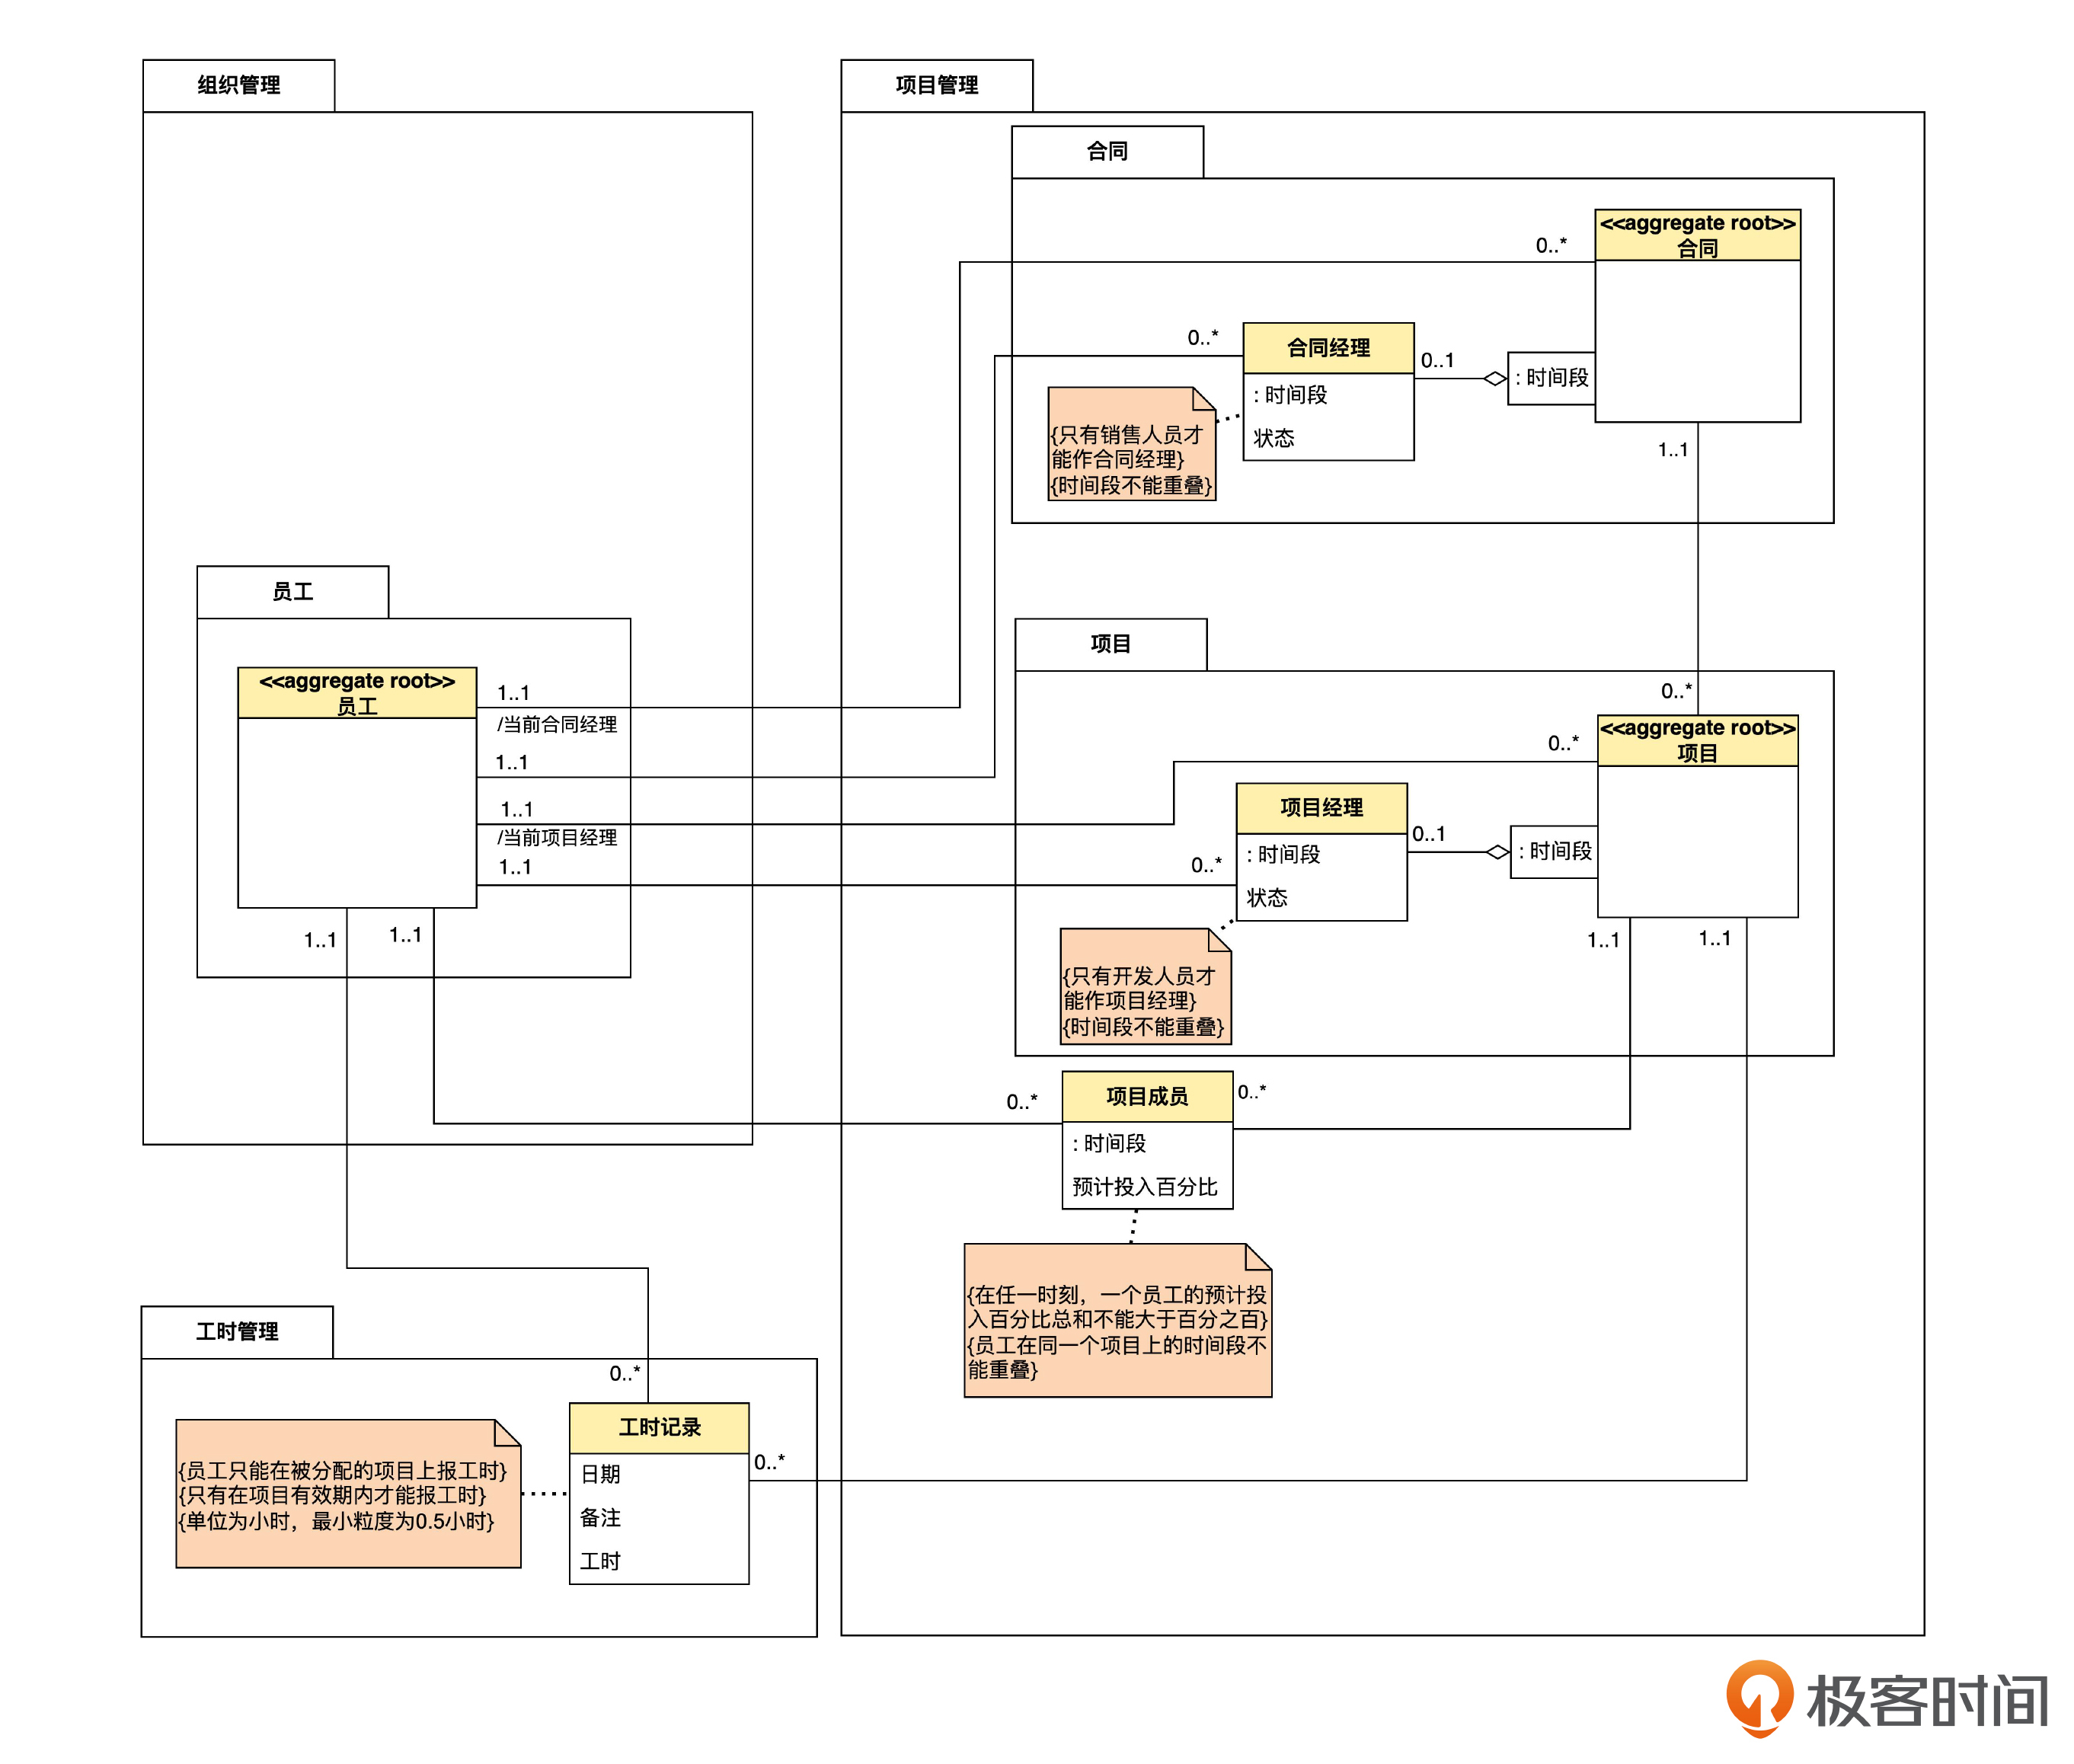 组织管理
项目管理
合同
<<aggregate root>>
合同
0..*
0..*
合同经理
: 时间段
状态
0..1
: 时间段
{只有销售人员才
能作合同经理}
{时间段不能重叠}
1..1
员工
<<aggregate root>>
员工
1..1
/当前合同经理
1..1
1..1
/当前项目经理
1..1
1..1
1..1
项目
0..*
<<aggregate root>>
项目
0..*
项目经理
: 时间段
状态
0..1
: 时间段
0..*
{只有开发人员才
能作项目经理}
{时间段不能重叠}
1..1
1..1
0..*
项目成员
: 时间段
预计投入百分比
0..*
{在任一时刻，一个员工的预计投
入百分比总和不能大于百分之百}
{员工在同一个项目上的时间段不
能重叠}
工时管理
0..*
工时记录
日期
备注
工时
0..*
{员工只能在被分配的项目上报工时}
{只有在项目有效期内才能报工时}
{单位为小时，最小粒度为0.5小时}
极客时间